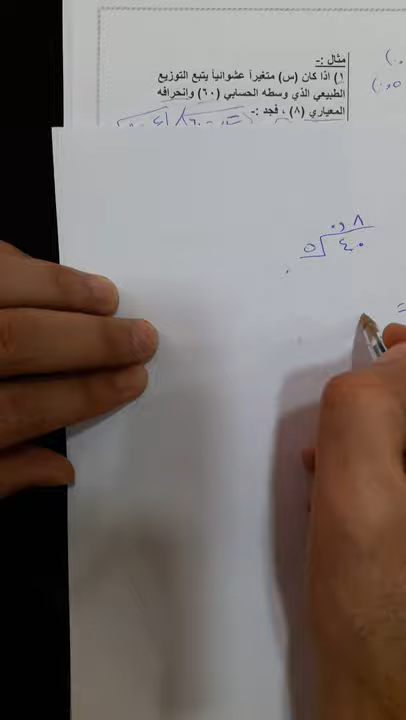 مثال :-
١) اذا كان (س) متغيراً عشوائياً يتبع التوزيع
الطبيعي الذي وسطه الحسابي (٦٠) وانحرافه
المعياري (٨) ، فجد :-
٠,٨
٥ ٤٠